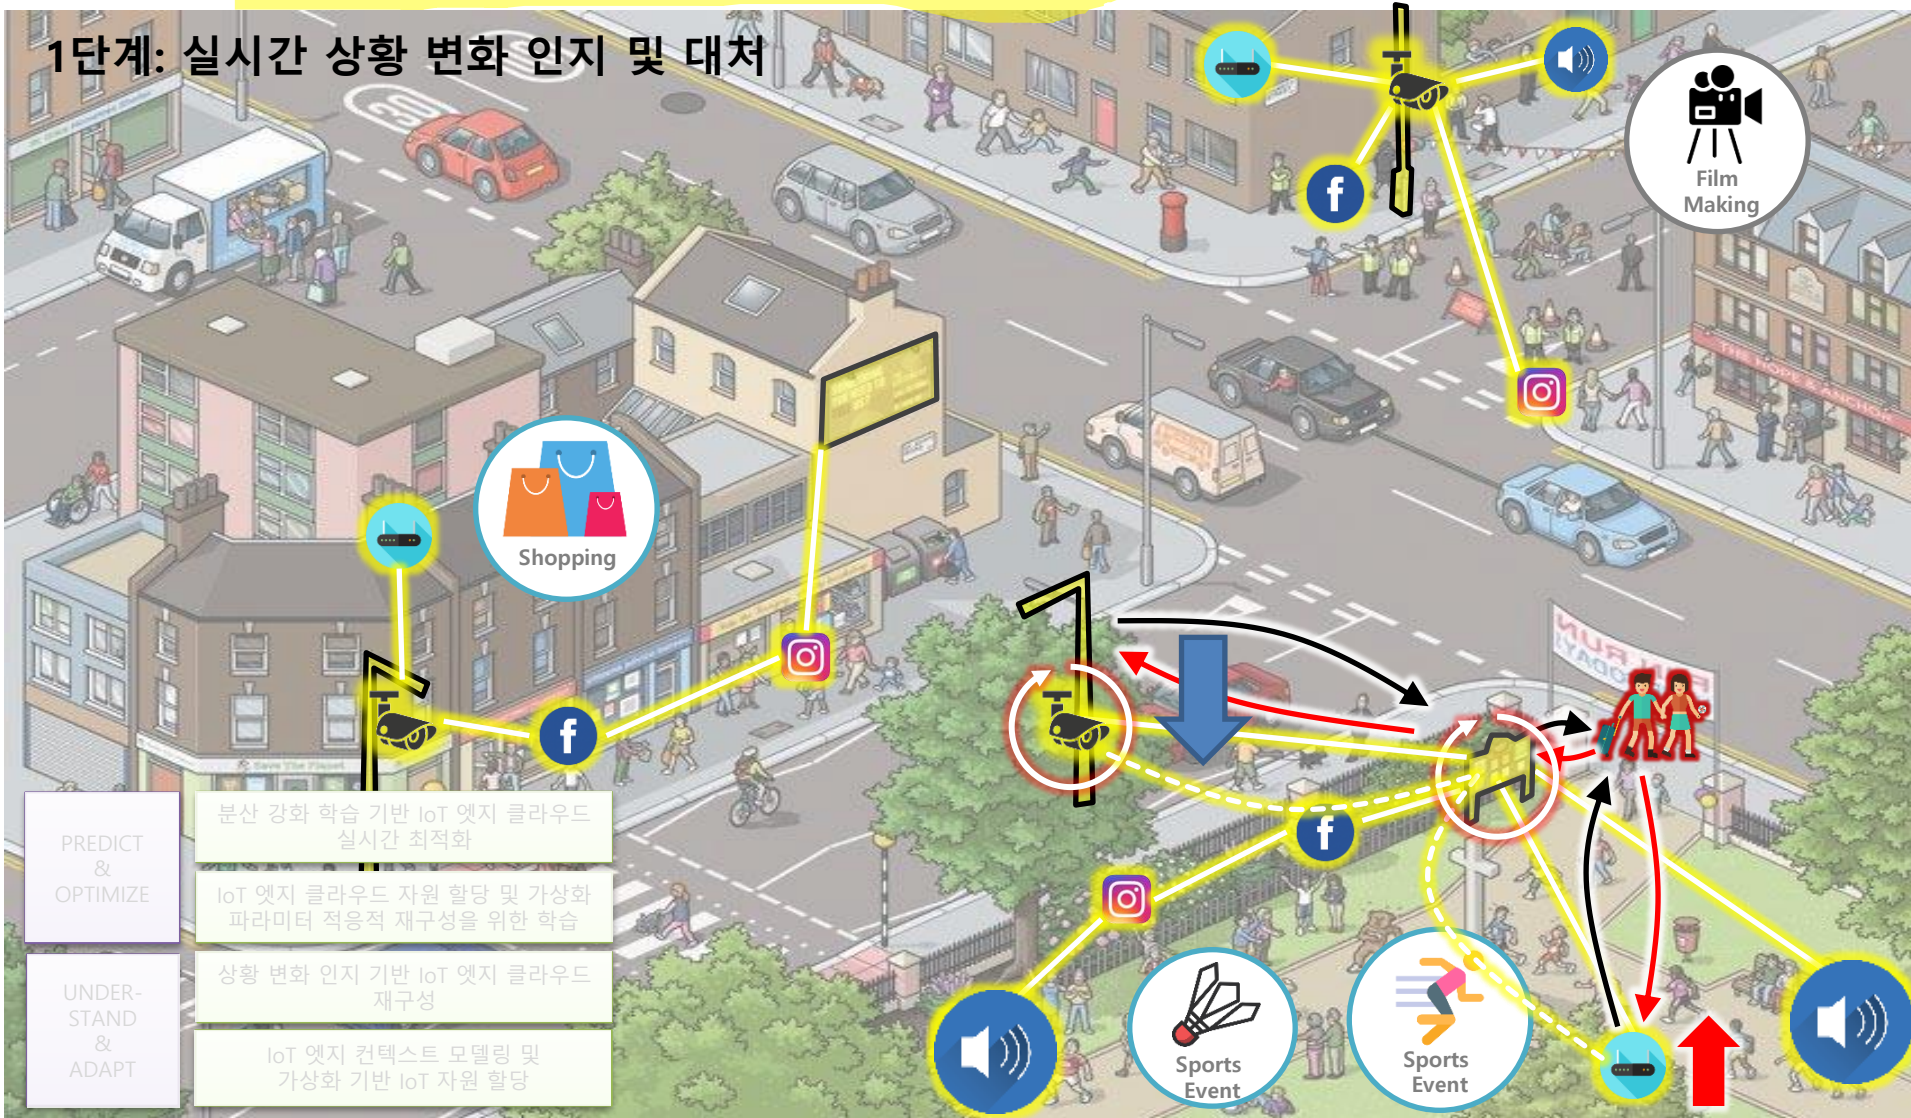 1단계: 실시간 상황 변화 인지 및 대처
Film
Making
THE HOPE & ANCHOR
Shopping
Save The Planet
PREDICT
&
OPTIMIZE
분산 강화 학습 기반 IoT 엣지 클라우드
실시간 최적화
IoT 엣지 클라우드 자원 할당 및 가상화
파라미터 적응적 재구성을 위한 학습
UNDER-
STAND
&
ADAPT
상황 변화 인지 기반 IoT 엣지 클라우드
재구성
IoT 엣지 컨텍스트 모델링 및
가상화 기반 IoT 자원 할당
Sports
Event
Sports
Event